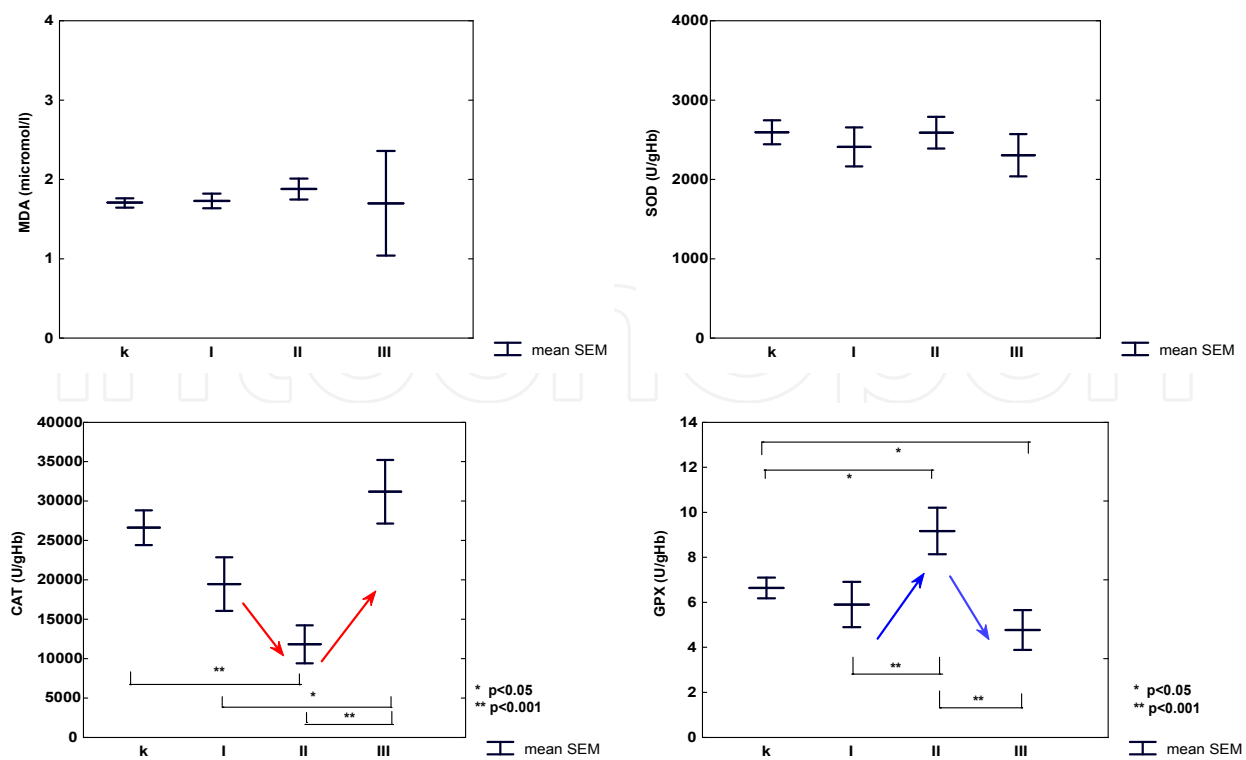 4
3
2
1
0
MDA (micromol/l)
k I II III
mean SEM
4000
3000
2000
1000
0
SOD (U/gHb)
k I II III
mean SEM
40000
35000
30000
25000
20000
15000
10000
5000
0
CAT (U/gHb)
**
*
**
k I II III
* p<0.05
** p<0.001
mean SEM
14
12
10
8
6
4
2
0
GPX (U/gHb)
*
*
**
**
k I II III
* p<0.05
** p<0.001
mean SEM